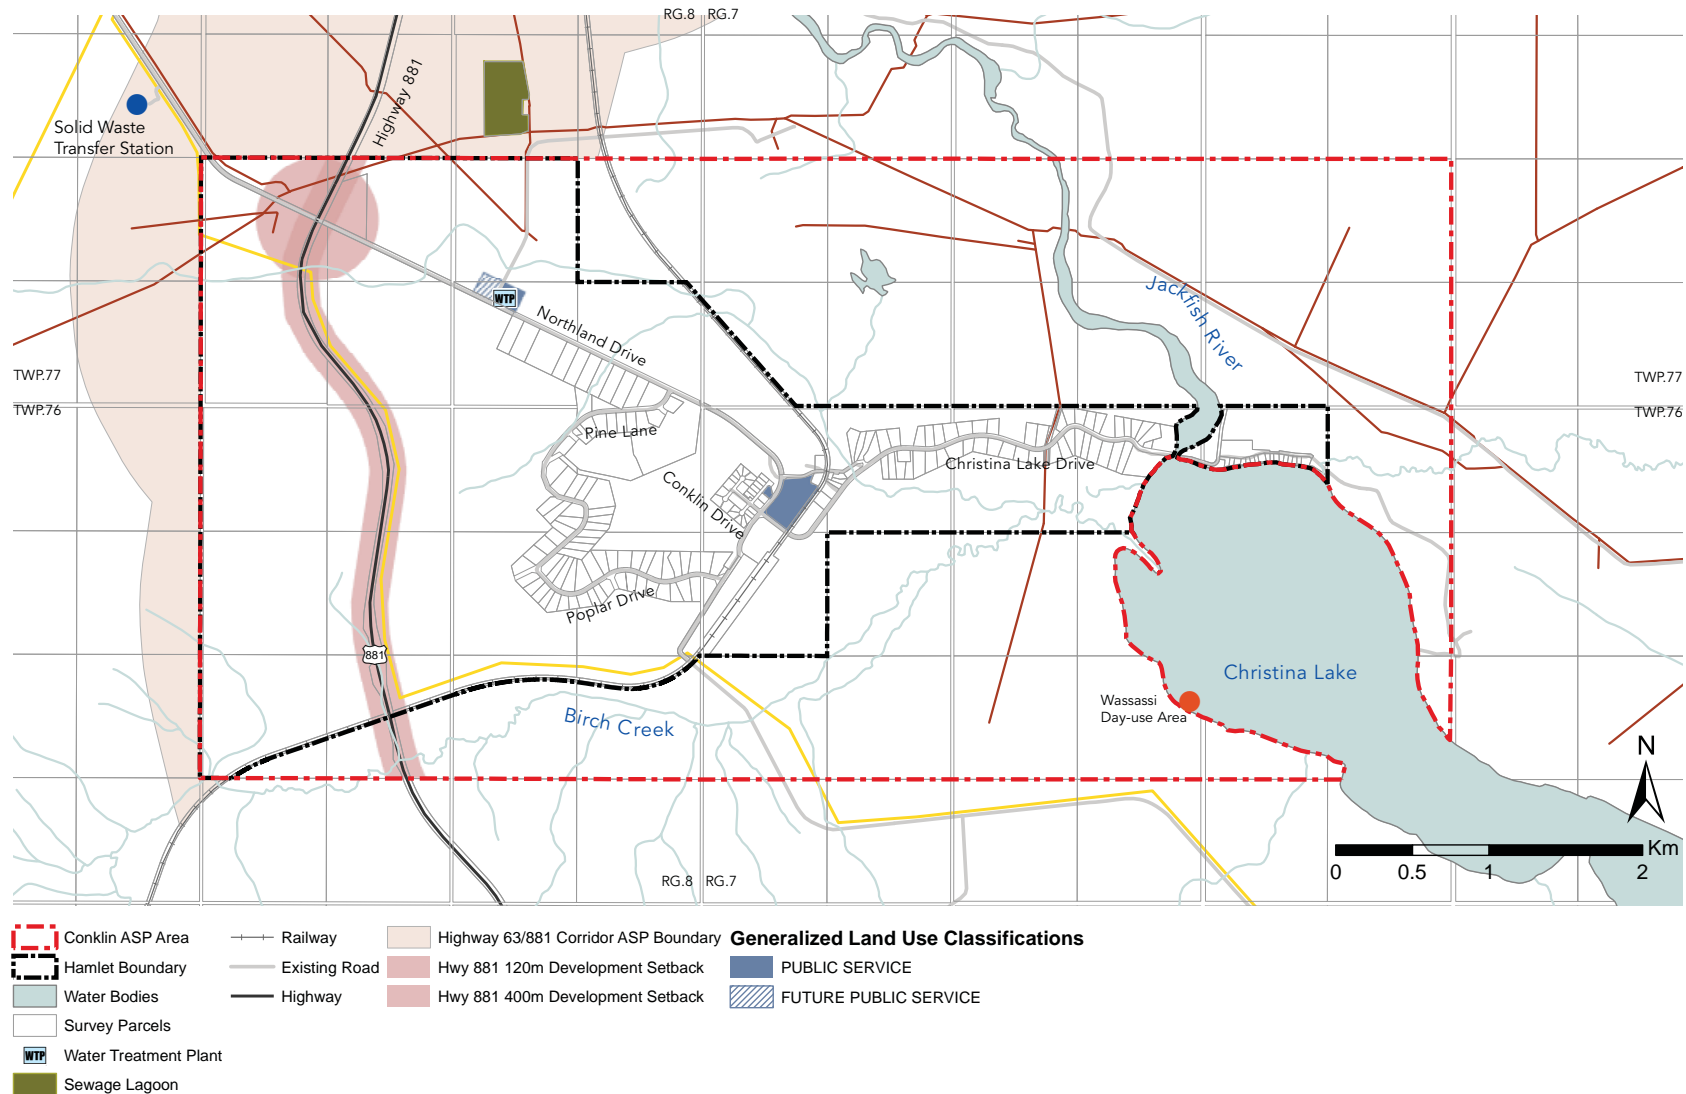 RG.8 RG.7
Highway 881
Solid Waste
Transfer Station
WTP
Northland Drive
Jackfish River
TWP.77
TWP.76
TWP.77
TWP.76
Pine Lane
Christina Lake Drive
Conklin Drive
Poplar Drive
881
Christina Lake
Wassassi
Day-use Area
Birch Creek
N
Km
0 0.5 1 2
RG.8 RG.7
Conklin ASP Area
Hamlet Boundary
Water Bodies
Survey Parcels
WTP Water Treatment Plant
Sewage Lagoon
Railway
Existing Road
Highway
Highway 63/881 Corridor ASP Boundary
Hwy 881 120m Development Setback
Hwy 881 400m Development Setback
Generalized Land Use Classifications
PUBLIC SERVICE
FUTURE PUBLIC SERVICE